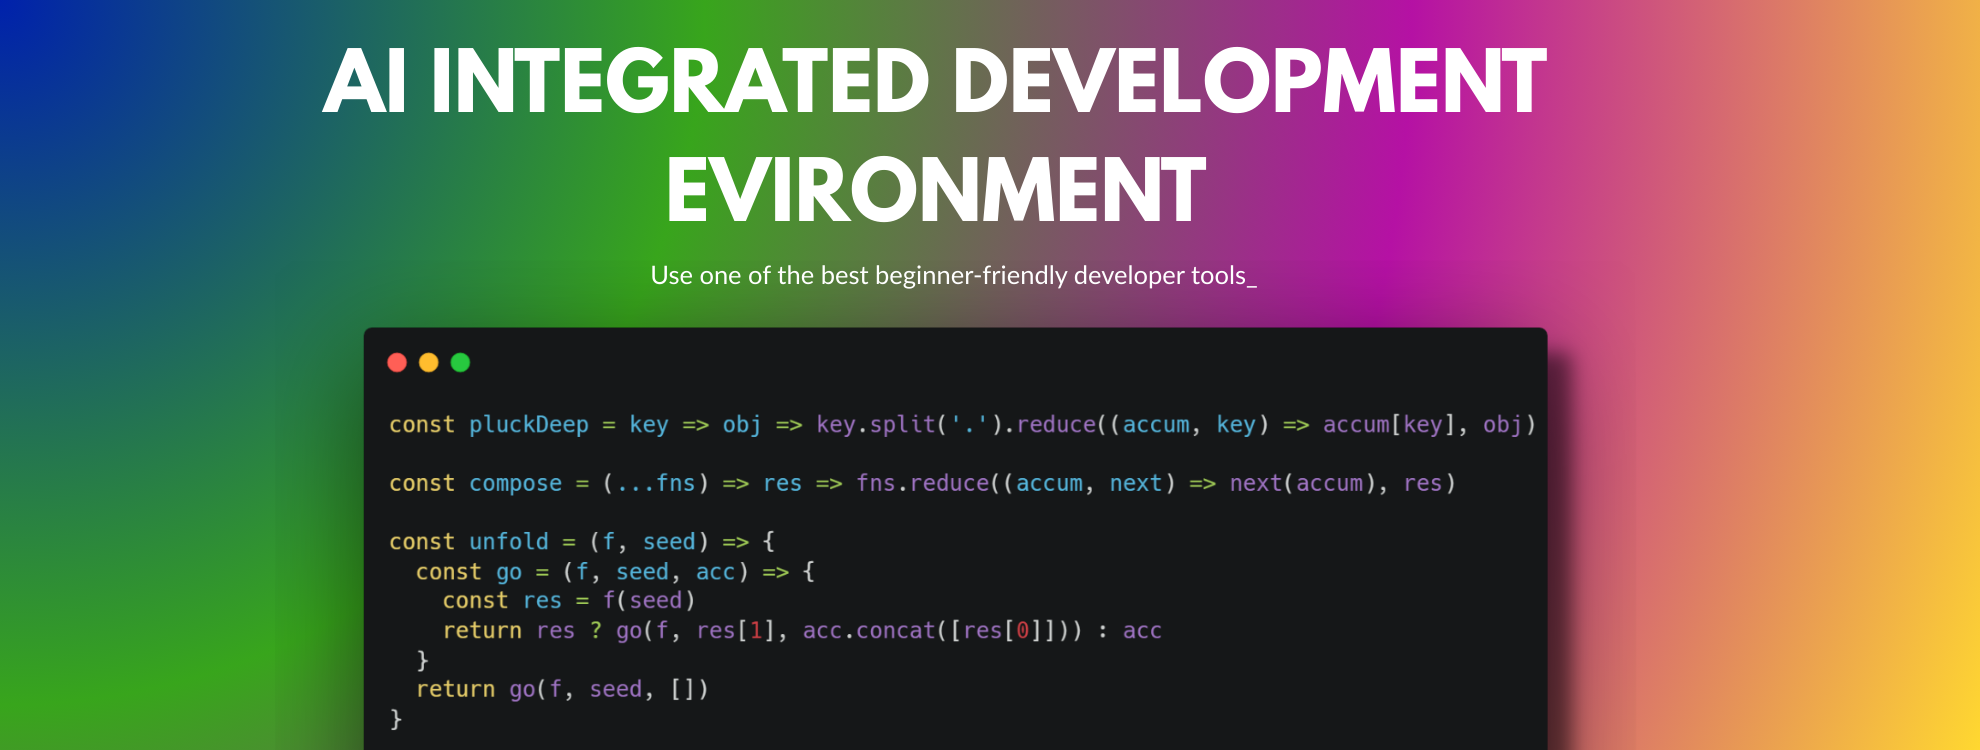 AI INTEGRATED DEVELOPMENT
EVIRONMENT
Use one of the best beginner-friendly developer tools_
const pluckDeep = key => obj => key.split('.').reduce((accum, key) => accum[key], obj)
const compose = (...fns) => res => fns.reduce((accum, next) => next(accum), res)
const unfold = (f, seed) => {
  const go = (f, seed, acc) => {
    const res = f(seed)
    return res ? go(f, res[1], acc.concat([res[0]])) : acc
  }
  return go(f, seed, [])
}